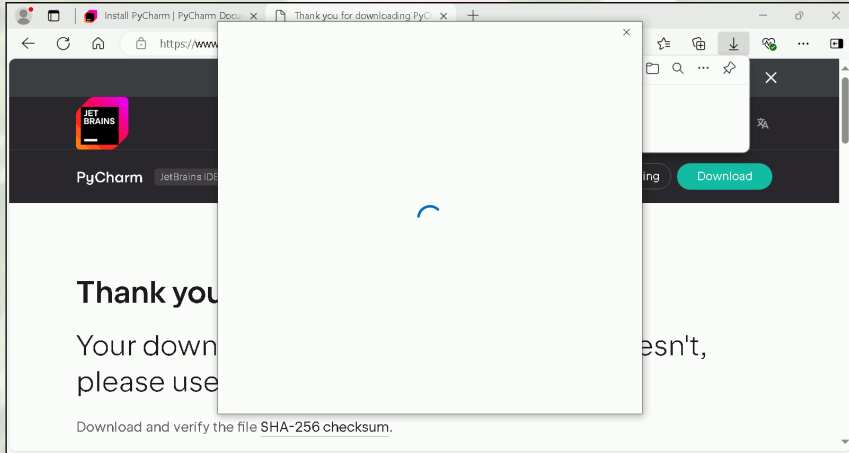 Install PyCharm | PyCharm Docu
Thank you for downloading PyC
https://www
JET
BRAINS
PyCharm
JetBrains IDE
ing
Download
Thank you
Your down
esn't,
please use
Download and verify the file SHA-256 checksum.